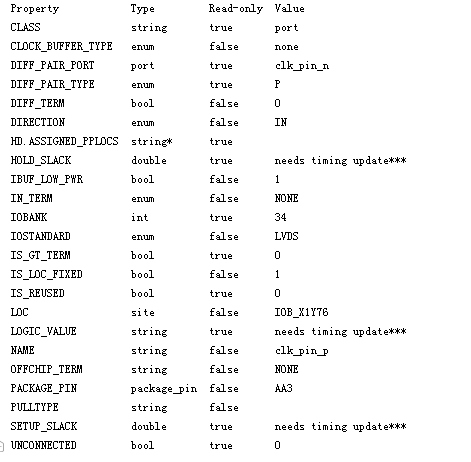 Property Type Read-only Value
CLASS string true port
CLOCK_BUFFER_TYPE enum false none
DIFF_PAIR_PORT port true clk_pin_n
DIFF_PAIR_TYPE enum true P
DIFF_TERM bool false 0
DIRECTION enum false IN
HD.ASSIGNED_PPLOCS string* true
HOLD_SLACK double true needs timing update***
IBUF_LOW_PWR bool false 1
IN_TERM enum false NONE
IOBANK int true 34
IOSTANDARD enum false LVDS
IS_GT_TERM bool true 0
IS_LOC_FIXED bool false 1
IS_REUSED bool true 0
LOC site false IOB_X1Y76
LOGIC_VALUE string true needs timing update***
NAME string false clk_pin_p
OFFCHIP_TERM string false NONE
PACKAGE_PIN package_pin false AA3
PULLTYPE string false
SETUP_SLACK double true needs timing update***
UNCONNECTED bool true 0